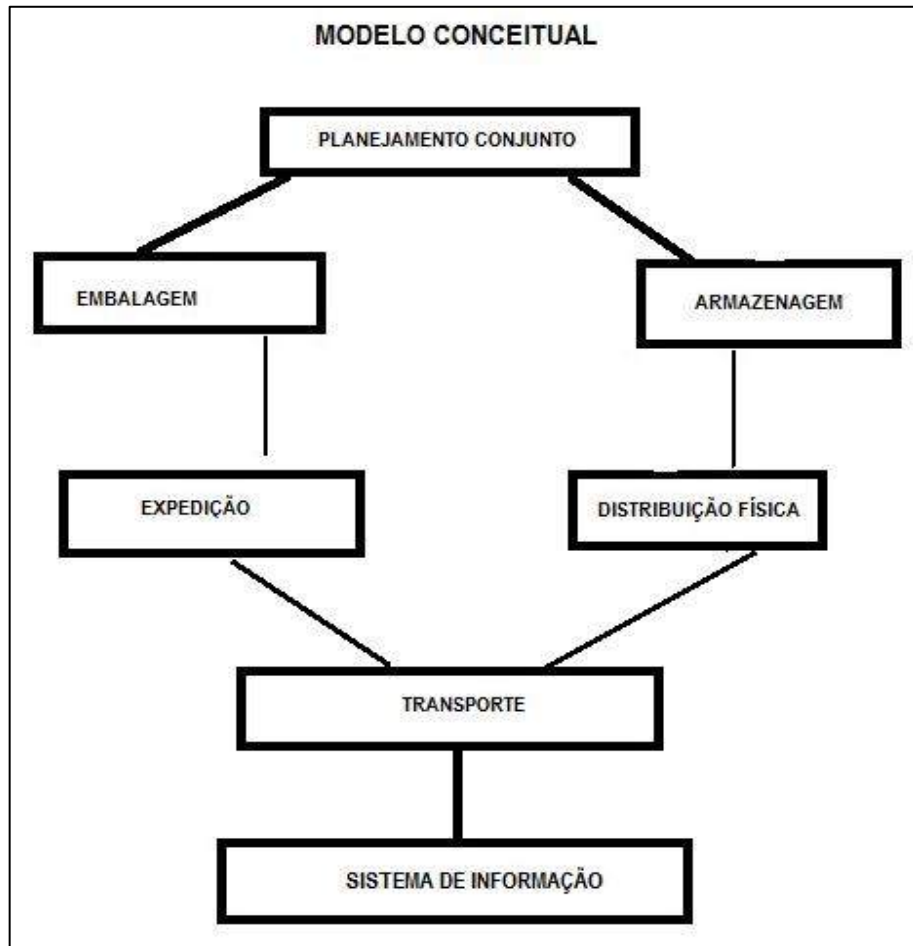 MODELO CONCEITUAL
PLANEJAMENTO CONJUNTO
EMBALAGEM
ARMAZENAGEM
EXPEDIÇÃO
DISTRIBUIÇÃO FÍSICA
TRANSPORTE
SISTEMA DE INFORMAÇÃO